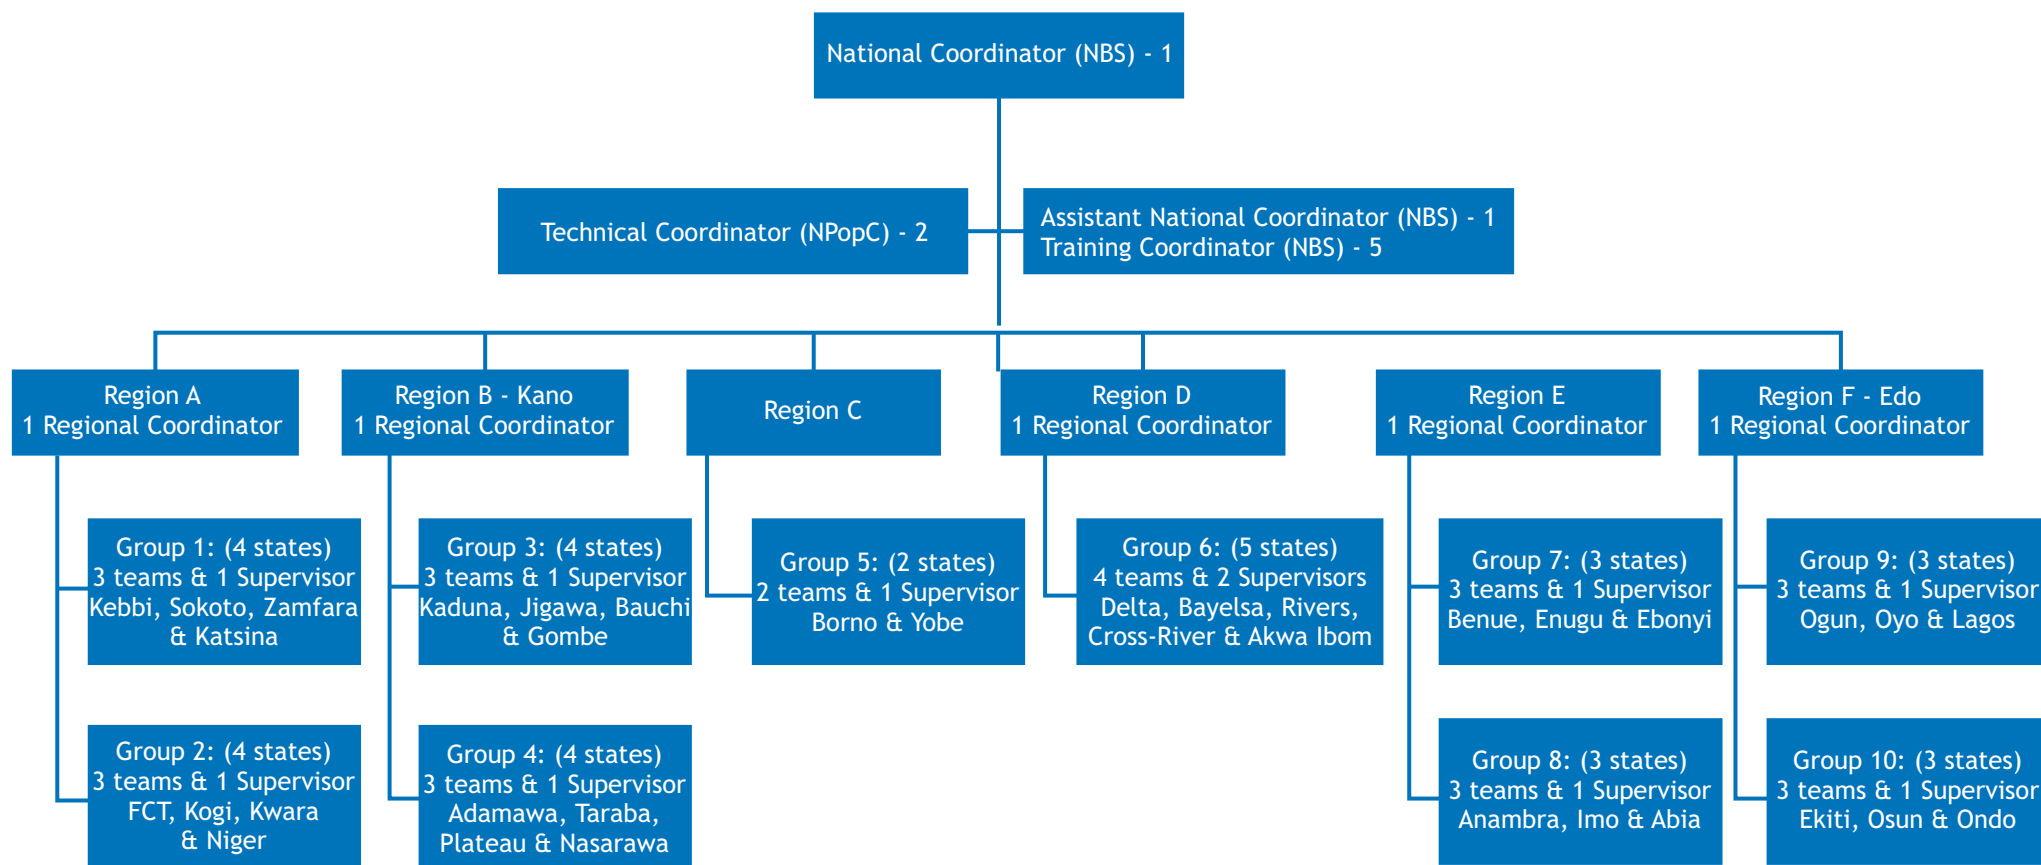 National Coordinator (NBS) - 1
Technical Coordinator (NPopC) - 2
Assistant National Coordinator (NBS) - 1
Training Coordinator (NBS) - 5
Region A
1 Regional Coordinator
Region B - Kano
1 Regional Coordinator
Region C
Region D
1 Regional Coordinator
Region E
1 Regional Coordinator
Region F - Edo
1 Regional Coordinator
Group 1: (4 states)
3 teams & 1 Supervisor
Kebbi, Sokoto, Zamfara
& Katsina
Group 3: (4 states)
3 teams & 1 Supervisor
Kaduna, Jigawa, Bauchi
& Gombe
Group 5: (2 states)
2 teams & 1 Supervisor
Borno & Yobe
Group 6: (5 states)
4 teams & 2 Supervisors
Delta, Bayelsa, Rivers,
Cross-River & Akwa Ibom
Group 7: (3 states)
3 teams & 1 Supervisor
Benue, Enugu & Ebonyi
Group 9: (3 states)
3 teams & 1 Supervisor
Ogun, Oyo & Lagos
Group 2: (4 states)
3 teams & 1 Supervisor
FCT, Kogi, Kwara
& Niger
Group 4: (4 states)
3 teams & 1 Supervisor
Adamawa, Taraba,
Plateau & Nasarawa
Group 8: (3 states)
3 teams & 1 Supervisor
Anambra, Imo & Abia
Group 10: (3 states)
3 teams & 1 Supervisor
Ekiti, Osun & Ondo